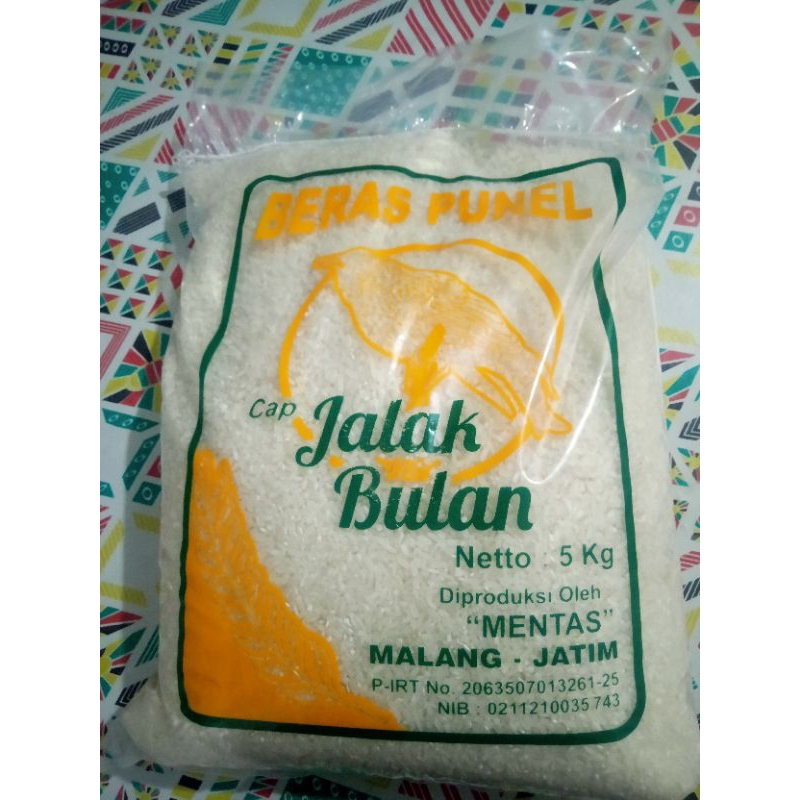 BERAS PUNEL
Cap Jalak
Bulan
Netto : 5 Kg
Diproduksi Oleh
"MENTAS"
MALANG - JATIM
P-IRT No. 2063507013261-25
NIB : 0211210035743